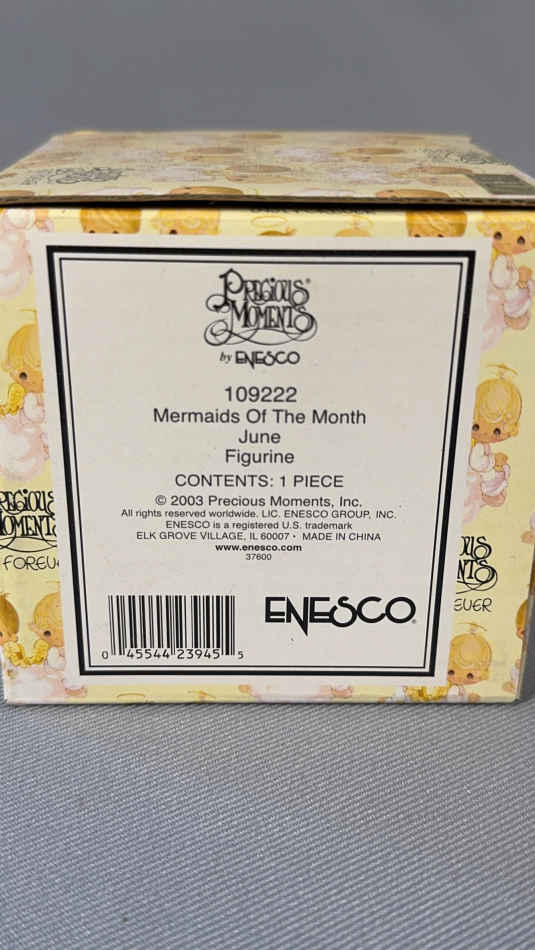 PRECIOUS®
MOMENTS
by ENESCO
109222
Mermaids Of The Month
June
Figurine
CONTENTS: 1 PIECE
© 2003 Precious Moments, Inc.
All rights reserved worldwide. LIC. ENESCO GROUP, INC.
ENESCO is a registered U.S. trademark
ELK GROVE VILLAGE, IL 60007 • MADE IN CHINA
www.enesco.com
37600
ENESCO®
0 45544 23945 5
PRECIOUS
MOMENTS